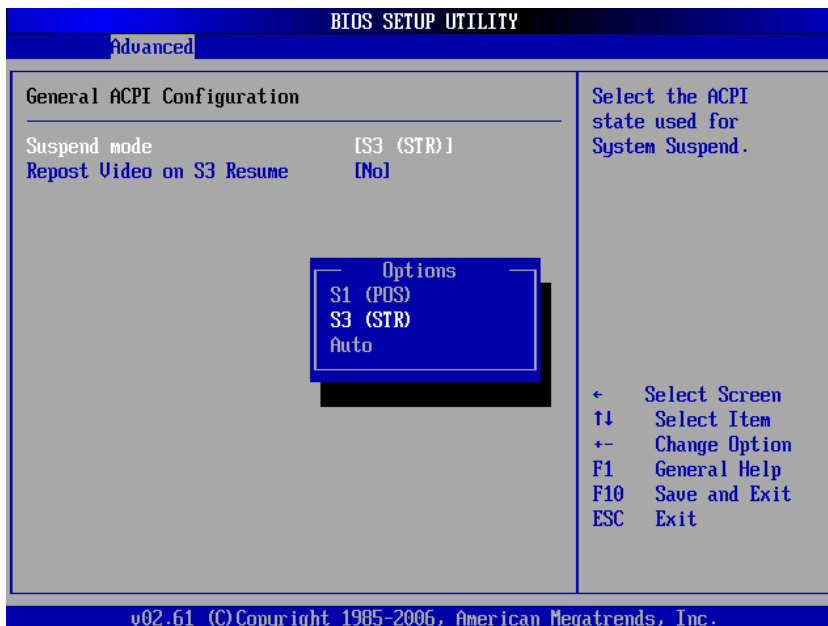 BIOS SETUP UTILITY
Advanced
General ACPI Configuration
Suspend mode [S3 (STR)]
Repost Video on S3 Resume [No]
Options
S1 (POS)
S3 (STR)
Auto
Select the ACPI
state used for
System Suspend.
← Select Screen
↑↓ Select Item
+- Change Option
F1 General Help
F10 Save and Exit
ESC Exit
v02.61 (C)Copyright 1985-2006, American Megatrends, Inc.